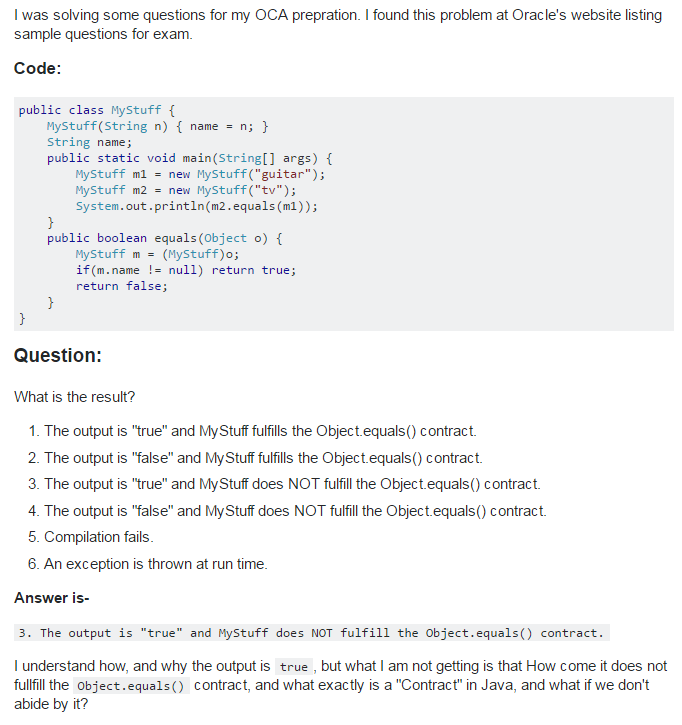 I was solving some questions for my OCA prepration. I found this problem at Oracle's website listing
sample questions for exam.
Code:
public class MyStuff {
    MyStuff(String n) { name = n; }
    String name;
    public static void main(String[] args) {
        MyStuff m1 = new MyStuff("guitar");
        MyStuff m2 = new MyStuff("tv");
        System.out.println(m2.equals(m1));
    }
    public boolean equals(Object o) {
        MyStuff m = (MyStuff)o;
        if(m.name != null) return true;
        return false;
    }
}
Question:
What is the result?
1. The output is "true" and MyStuff fulfills the Object.equals() contract.
2. The output is "false" and MyStuff fulfills the Object.equals() contract.
3. The output is "true" and MyStuff does NOT fulfill the Object.equals() contract.
4. The output is "false" and MyStuff does NOT fulfill the Object.equals() contract.
5. Compilation fails.
6. An exception is thrown at run time.
Answer is-
3. The output is "true" and MyStuff does NOT fulfill the Object.equals() contract.
I understand how, and why the output is true , but what I am not getting is that How come it does not
fullfill the Object.equals() contract, and what exactly is a "Contract" in Java, and what if we don't
abide by it?